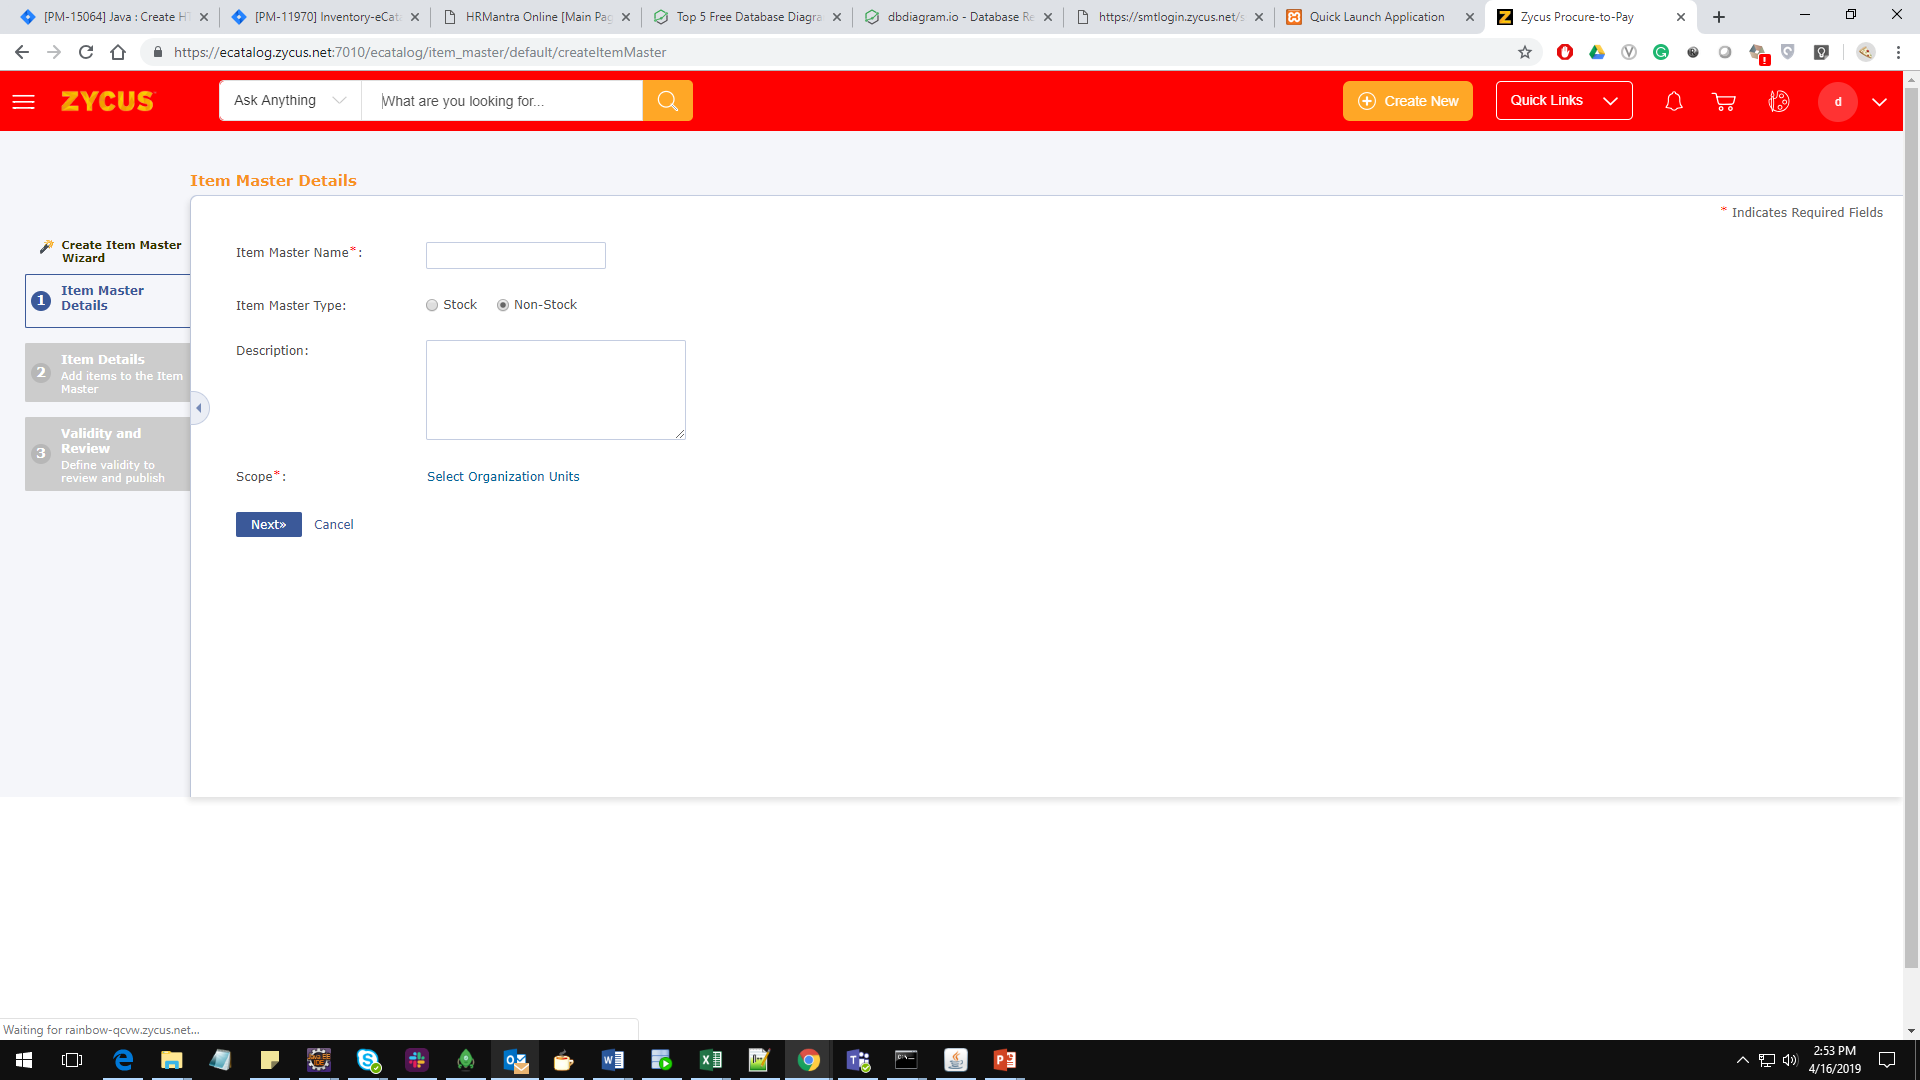 [PM-15064] Java : Create HT
[PM-11970] Inventory-eCat
HRMantra Online [Main Pag
Top 5 Free Database Diagra
dbdiagram.io - Database Re
https://smtlogin.zycus.net/s
Quick Launch Application
Zycus Procure-to-Pay
https://ecatalog.zycus.net:7010/ecatalog/item_master/default/createItemMaster
ZYCUS
Ask Anything
What are you looking for...
Create New
Quick Links
d
Item Master Details
* Indicates Required Fields
Create Item Master
Wizard
1
Item Master
Details
2
Item Details
Add items to the Item
Master
3
Validity and
Review
Define validity to
review and publish
Item Master Name*:
Item Master Type:
Stock
Non-Stock
Description:
Scope*:
Select Organization Units
Next»
Cancel
Waiting for rainbow-qcvw.zycus.net...
2:53 PM
4/16/2019